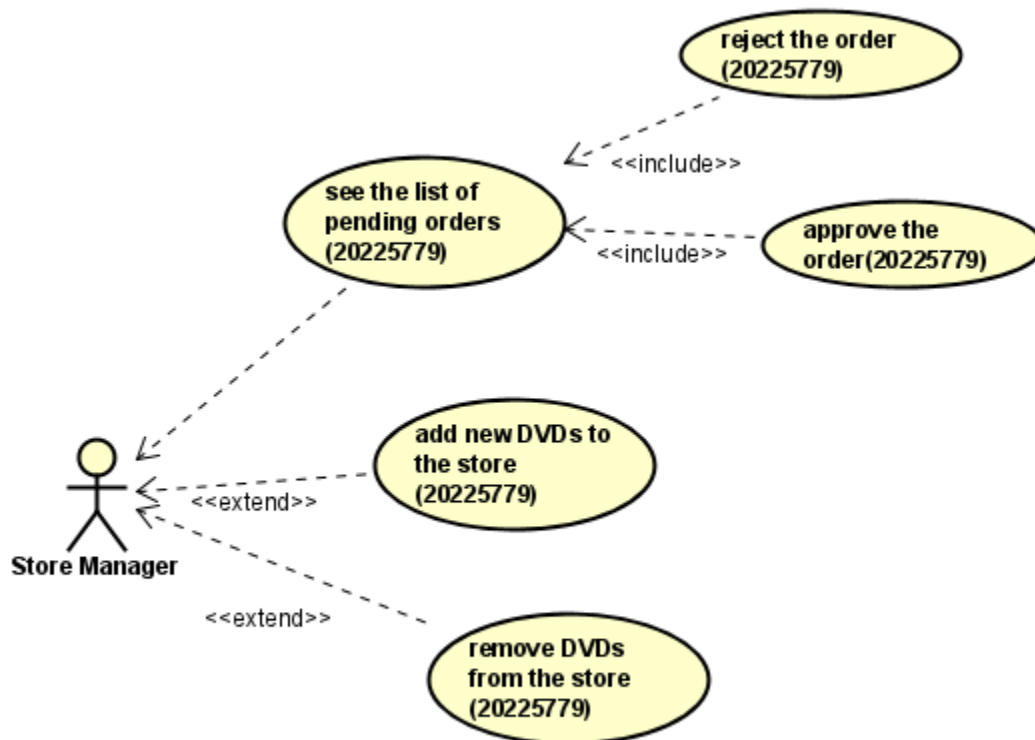 reject the order
(20225779)
<<include>>
see the list of
pending orders
(20225779)
approve the
order(20225779)
<<include>>
add new DVDs to
the store
(20225779)
<<extend>>
Store Manager
<<extend>>
remove DVDs
from the store
(20225779)